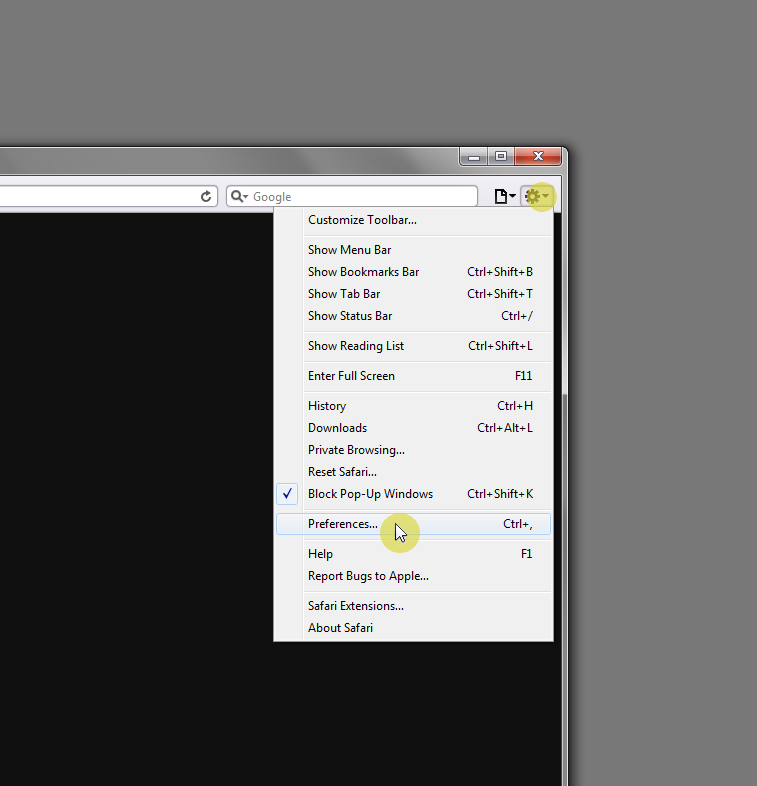 Google
Customize Toolbar...
Show Menu Bar
Show Bookmarks Bar Ctrl+Shift+B
Show Tab Bar Ctrl+Shift+T
Show Status Bar Ctrl+/
Show Reading List Ctrl+Shift+L
Enter Full Screen F11
History Ctrl+H
Downloads Ctrl+Alt+L
Private Browsing...
Reset Safari...
Block Pop-Up Windows Ctrl+Shift+K
Preferences... Ctrl+,
Help F1
Report Bugs to Apple...
Safari Extensions...
About Safari